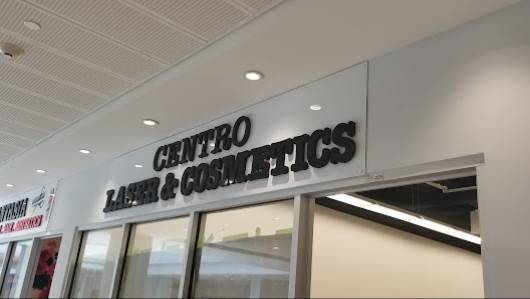 CENTRO
LASER & COSMETICS